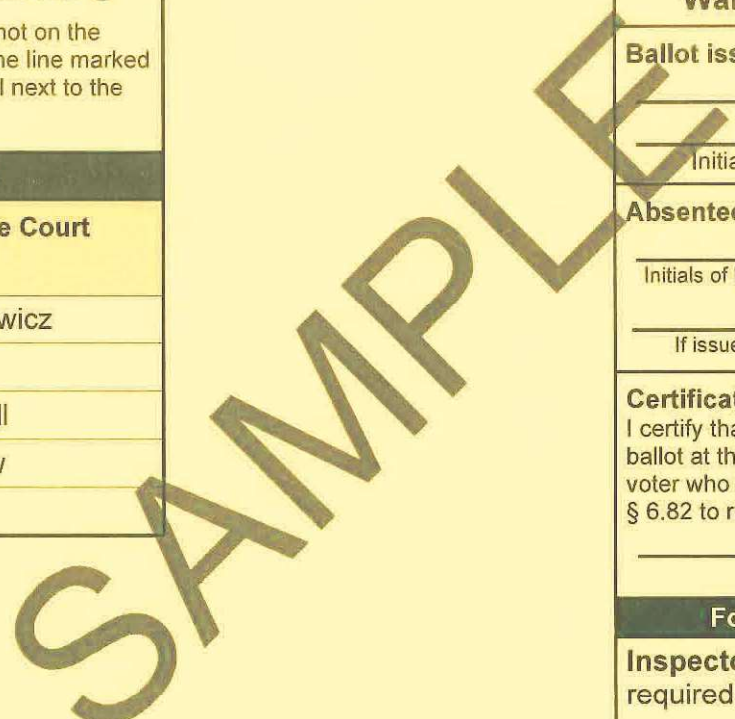 not on the
ne line marked
l next to the
e Court
wicz
ll
SAMPLE
Ballot iss
Initia
Absentee
Initials of
If issue
Certificat
I certify tha
ballot at th
voter who
§ 6.82 to r
Fo
Inspecto
required